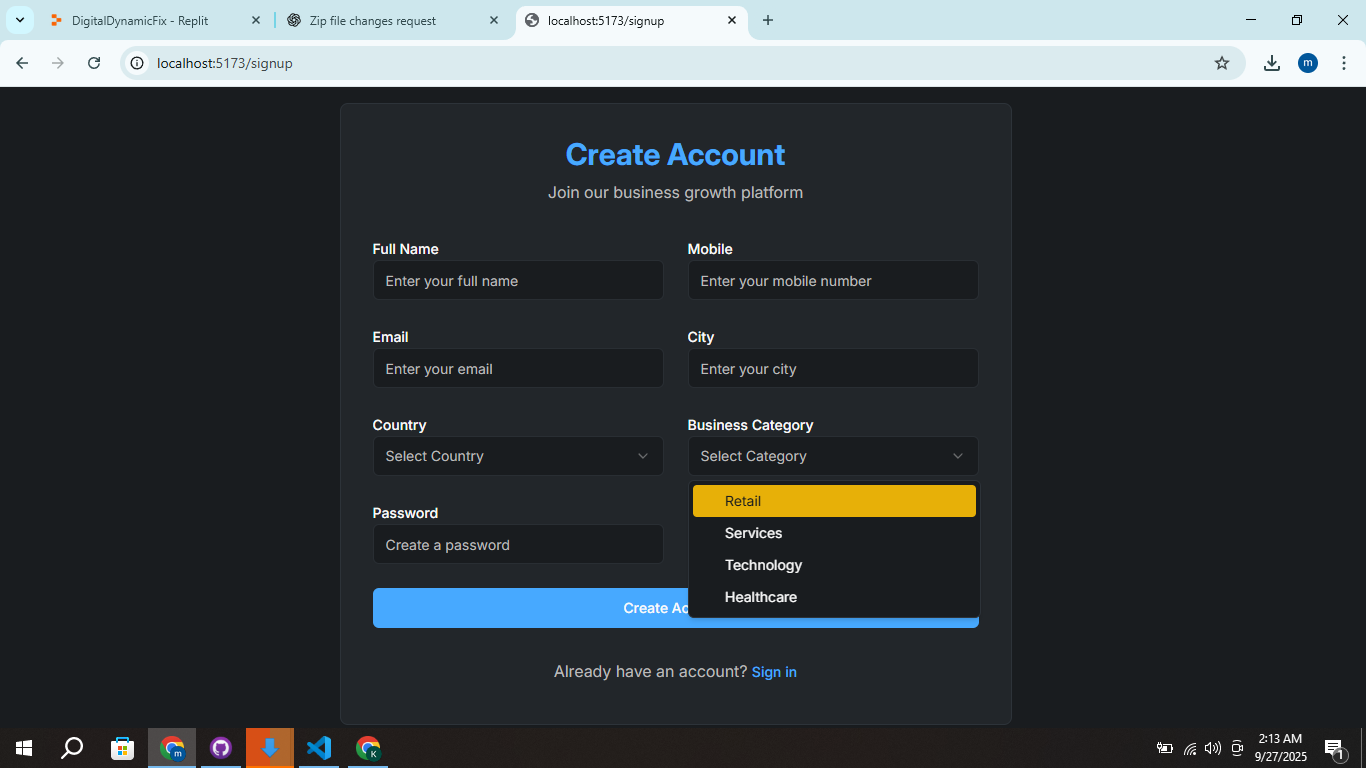 DigitalDynamicFix - Replit
Zip file changes request
localhost:5173/signup
localhost:5173/signup
m
Create Account
Join our business growth platform
Full Name
Mobile
Enter your full name
Enter your mobile number
Email
City
Enter your email
Enter your city
Country
Business Category
Select Country
Select Category
Retail
Password
Services
Create a password
Technology
Healthcare
Create Ac
Already have an account? Sign in
m
K
2:13 AM
9/27/2025
1